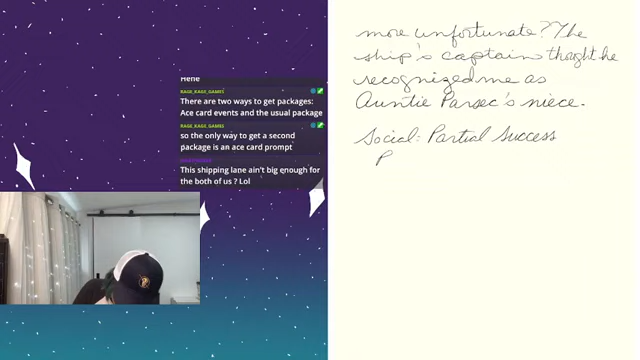 Hehe
RAGE_KAGE_GAMES
There are two ways to get packages:
Ace card events and the usual package
RAGE_KAGE_GAMES
so the only way to get a second
package is an ace card prompt
This shipping lane ain't big enough for
the both of us ? Lol
more unfortunate? The
ship's captain thought he
recognized me as
Auntie Parsec's niece.
Social: Partial Success
P